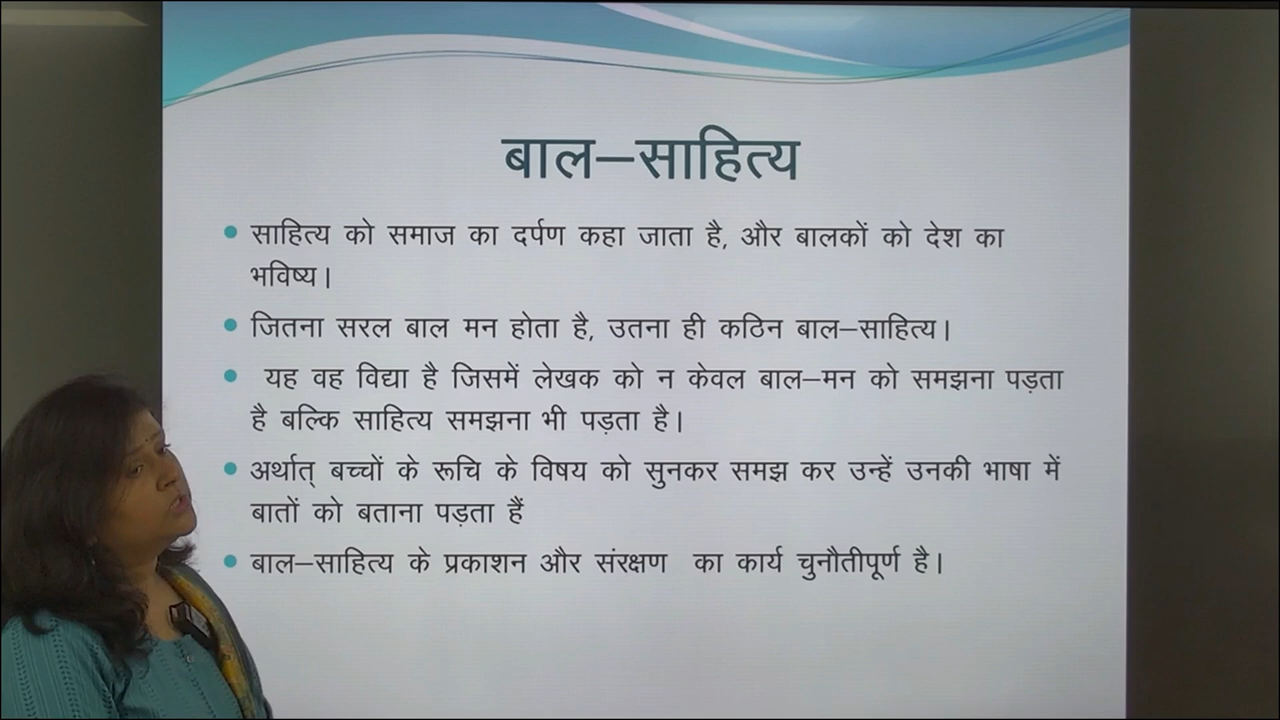 बाल–साहित्य
साहित्य को समाज का दर्पण कहा जाता है, और बालकों को देश का
भविष्य।
जितना सरल बाल मन होता है, उतना ही कठिन बाल–साहित्य।
यह वह विद्या है जिसमें लेखक को न केवल बाल–मन को समझना पड़ता
है बल्कि साहित्य समझना भी पड़ता है।
अर्थात् बच्चों के रूचि के विषय को सुनकर समझ कर उन्हें उनकी भाषा में
बातों को बताना पड़ता हैं
बाल–साहित्य के प्रकाशन और संरक्षण का कार्य चुनौतीपूर्ण है।